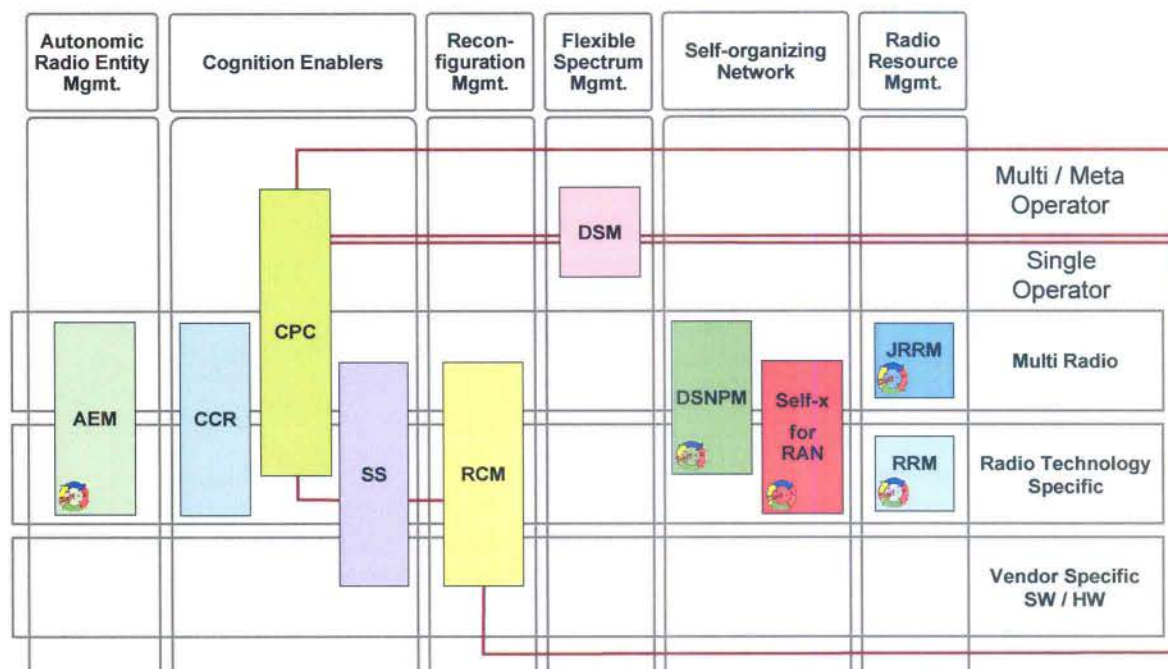 Autonomic
Radio Entity
Mgmt.
Cognition Enablers
Recon-
figuration
Mgmt.
Flexible
Spectrum
Mgmt.
Self-organizing
Network
Radio
Resource
Mgmt.
Multi / Meta
Operator
DSM
Single
Operator
CPC
JRRM
Multi Radio
DSNPM
Self-x
for
RAN
AEM
CCR
SS
RCM
RRM
Radio Technology
Specific
Vendor Specific
SW / HW